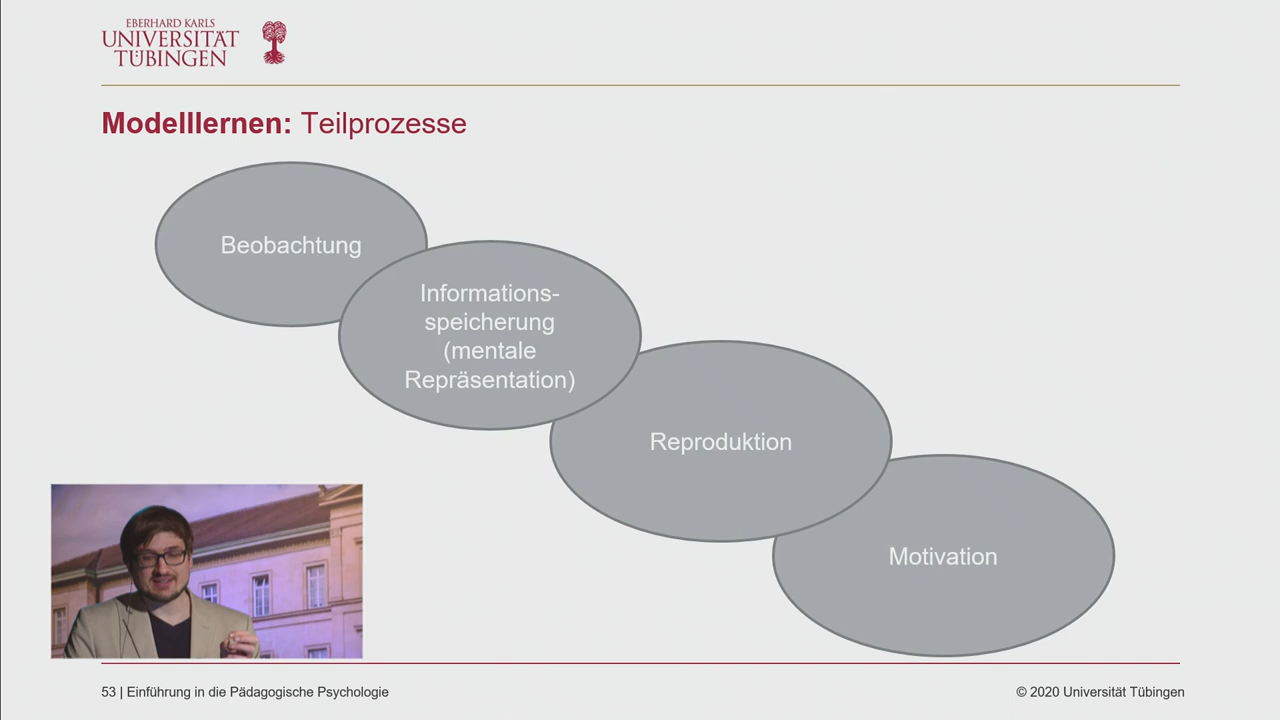 EBERHARD KARLS
UNIVERSITÄT
TÜBINGEN
Modelllernen: Teilprozesse
Beobachtung
Informations-
speicherung
(mentale
Repräsentation)
Reproduktion
Motivation
53 | Einführung in die Pädagogische Psychologie
© 2020 Universität Tübingen